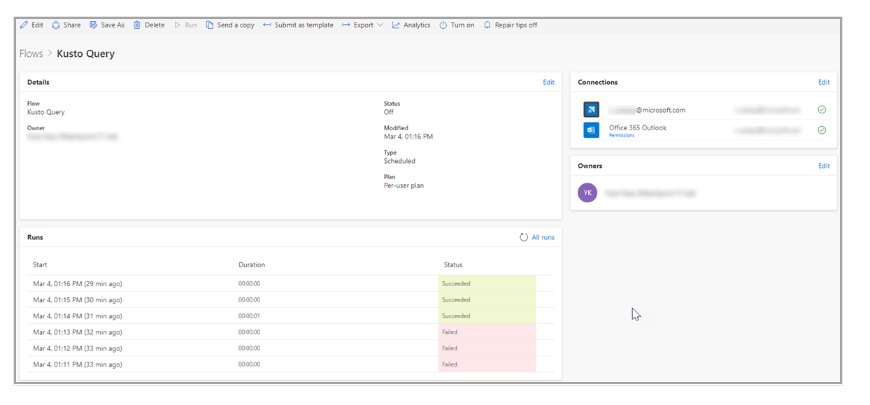 Edit Share Save As Delete Run Send a copy Submit as template Export Analytics Turn on Repair tips off
Flows > Kusto Query
Details Edit
Flow
Kusto Query
Owner
Status
Off
Modified
Mar 4, 01:16 PM
Type
Scheduled
Plan
Per-user plan
Connections Edit
@microsoft.com
Office 365 Outlook
Permissions
Owners Edit
YK
Runs All runs
Start Duration Status
Mar 4, 01:16 PM (29 min ago) 00:00:00 Succeeded
Mar 4, 01:15 PM (30 min ago) 00:00:00 Succeeded
Mar 4, 01:14 PM (31 min ago) 00:00:01 Succeeded
Mar 4, 01:13 PM (32 min ago) 00:00:00 Failed
Mar 4, 01:12 PM (33 min ago) 00:00:00 Failed
Mar 4, 01:11 PM (33 min ago) 00:00:00 Failed